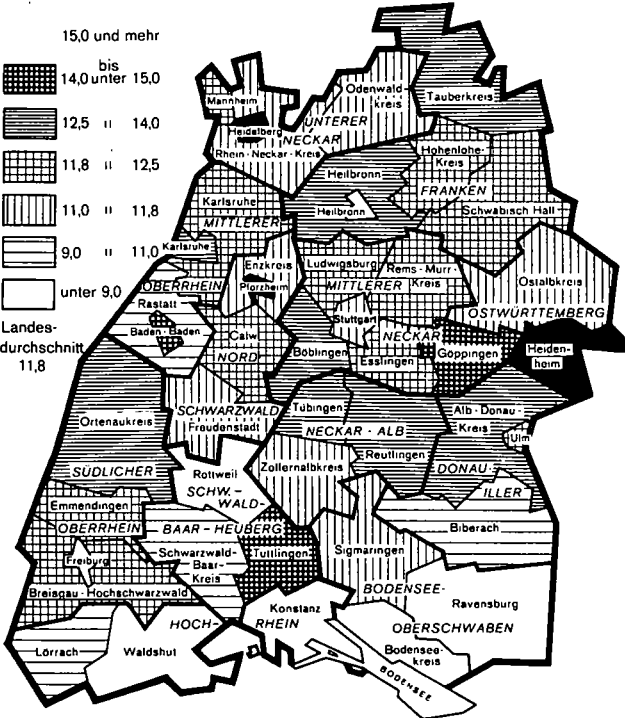 15,0 und mehr
bis
14,0 unter 15,0
12,5 " 14,0
11,8 " 12,5
11,0 " 11,8
9,0 " 11,0
unter 9,0
Landes-
durchschnitt
11,8
Tauberkreis
Odenwald-
kreis
Mannheim
UNTERER
NECKAR
Heidelberg
Rhein-Neckar-Kreis
Hohenlohe-
Kreis
Heilbronn
FRANKEN
Heilbronn
Schwäbisch Hall
Karlsruhe
MITTLERER
Karlsruhe
OBERRHEIN
Enzkreis
Pforzheim
Ludwigsburg
MITTLERER
Rems-Murr-
Kreis
Ostalbkreis
OSTWÜRTTEMBERG
Rastatt
Baden-Baden
Calw
NORD
Stuttgart
NECKAR
Böblingen
Esslingen
Göppingen
Heiden-
heim
SCHWARZWALD
Freudenstadt
Ortenaukreis
Tübingen
NECKAR-ALB
Reutlingen
Alb-Donau-
Kreis
Ulm
DONAU-
ILLER
SÜDLICHER
Rottweil
SCHW.-
WALD-
Zollernalbkreis
Emmendingen
OBERRHEIN
BAAR-HEUBERG
Biberach
Freiburg
Schwarzwald-
Baar-
Kreis
Tuttlingen
Sigmaringen
Breisgau-Hochschwarzwald
BODENSEE-
Ravensburg
OBERSCHWABEN
Konstanz
HOCH-
RHEIN
Lörrach
Waldshut
Bodensee-
kreis
BODENSEE